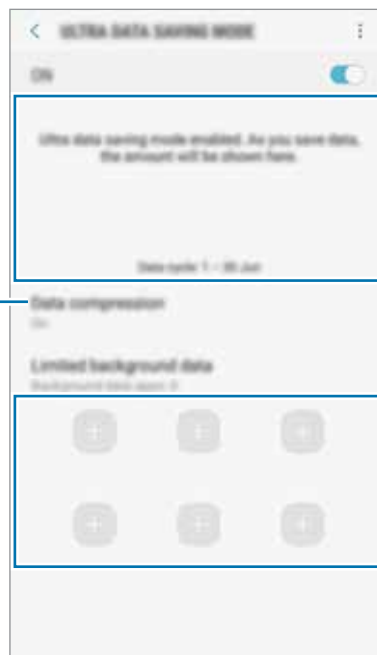 ULTRA DATA SAVING MODE
ON
Ultra data saving mode enabled. As you save data,
the amount will be shown here.
Data cycle 1 – 30 Jun
Data compression
On
Limited background data
Background data apps: 0